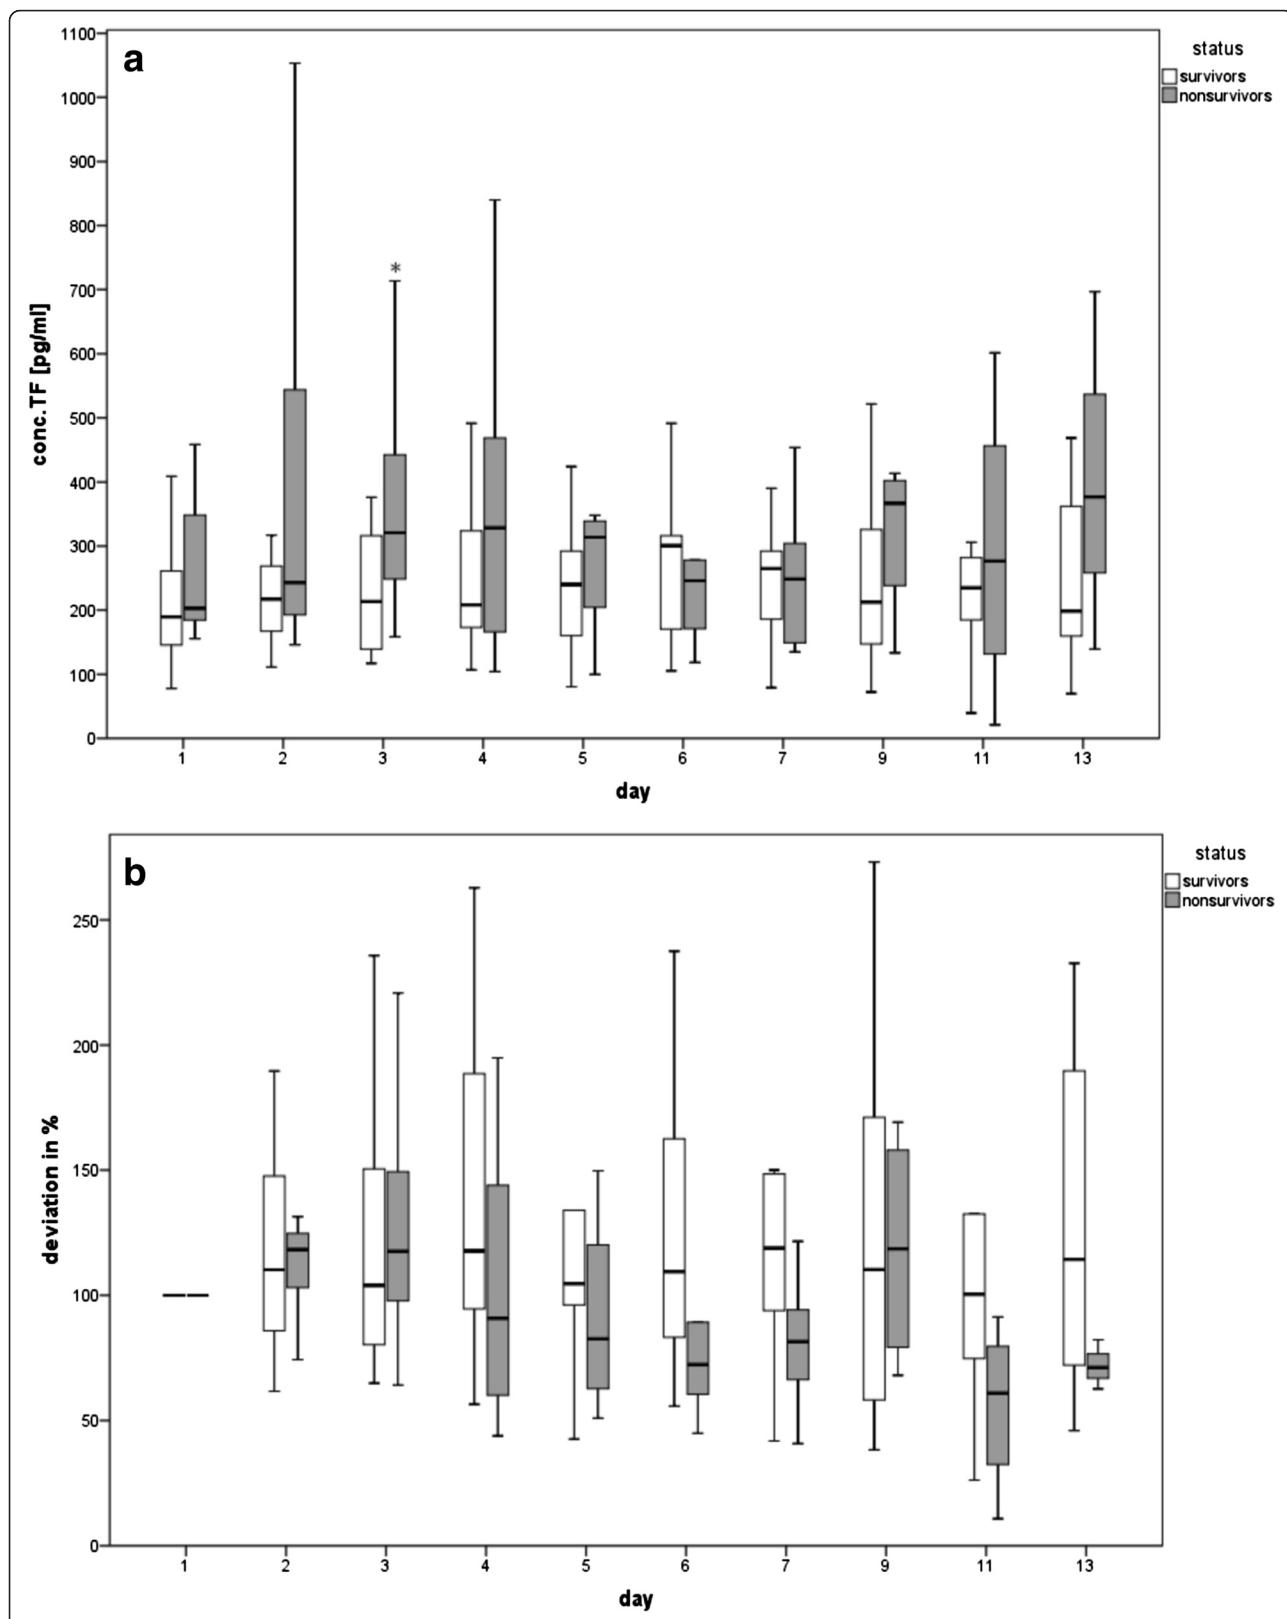 a
status
survivors
nonsurvivors
conc.TF [pg/ml]
1100
1000
900
800
700
600
500
400
300
200
100
0
*
1 2 3 4 5 6 7 9 11 13
day
b
status
survivors
nonsurvivors
deviation in %
250
200
150
100
50
0
1 2 3 4 5 6 7 9 11 13
day